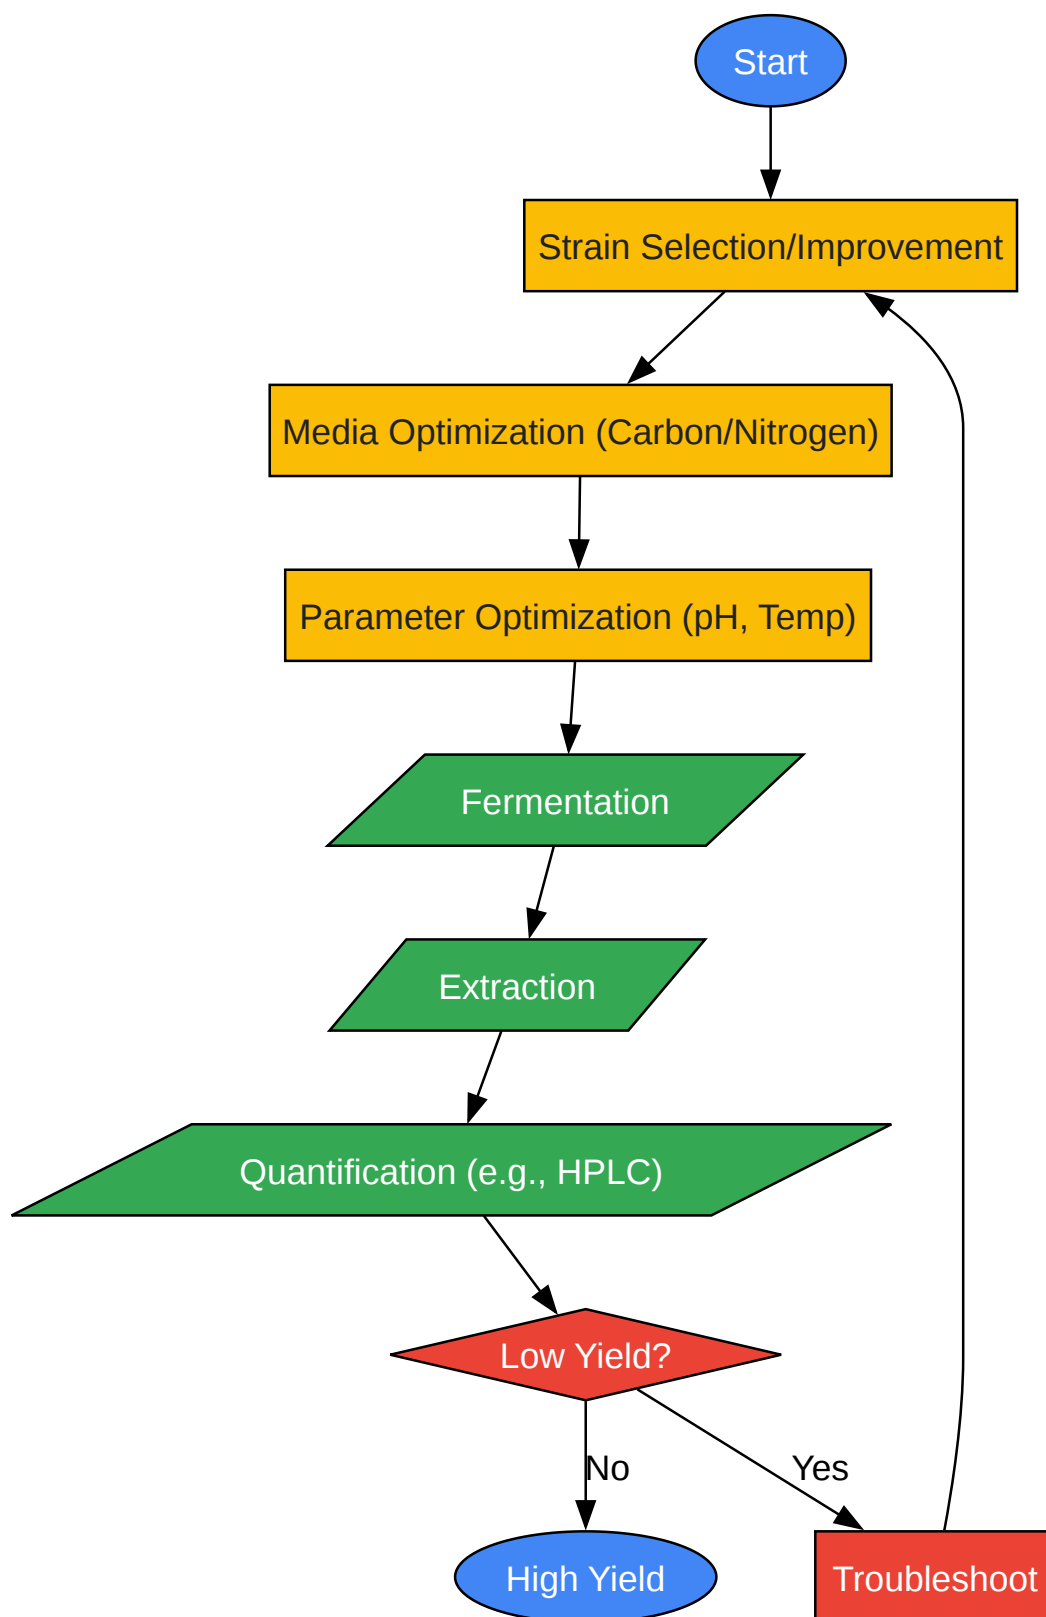 Start
Strain Selection/Improvement
Media Optimization (Carbon/Nitrogen)
Parameter Optimization (pH, Temp)
Fermentation
Extraction
Quantification (e.g., HPLC)
Low Yield?
No
Yes
High Yield
Troubleshoot